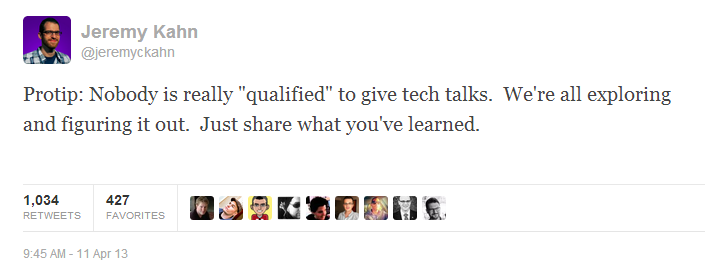 Jeremy Kahn
@jeremyckahn
Protip: Nobody is really "qualified" to give tech talks.  We're all exploring
and figuring it out.  Just share what you've learned.
1,034
RETWEETS
427
FAVORITES
9:45 AM - 11 Apr 13